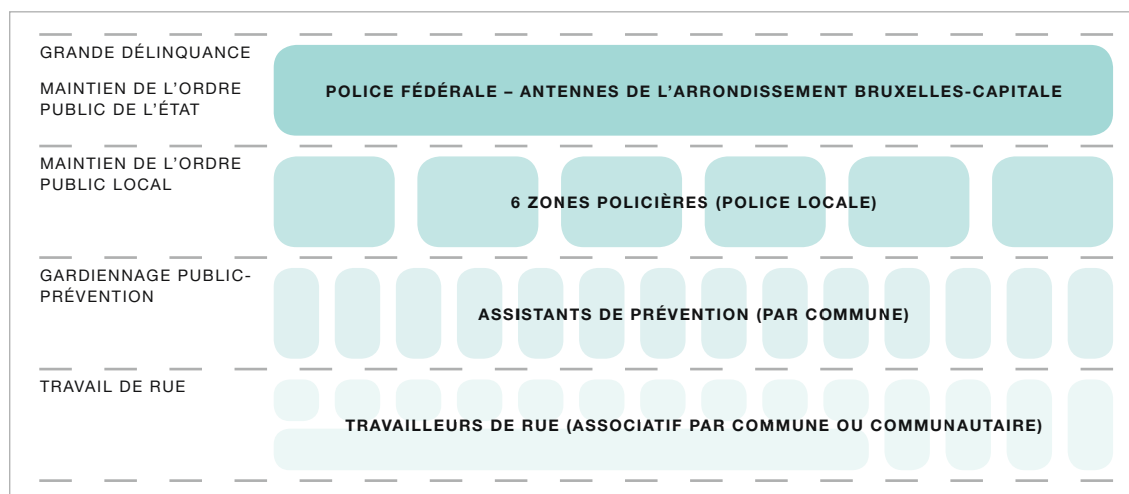 GRANDE DÉLINQUANCE
MAINTIEN DE L’ORDRE
PUBLIC DE L’ÉTAT
POLICE FÉDÉRALE – ANTENNES DE L’ARRONDISSEMENT BRUXELLES-CAPITALE
MAINTIEN DE L’ORDRE
PUBLIC LOCAL
6 ZONES POLICIÈRES (POLICE LOCALE)
GARDIENNAGE PUBLIC-
PRÉVENTION
ASSISTANTS DE PRÉVENTION (PAR COMMUNE)
TRAVAIL DE RUE
TRAVAILLEURS DE RUE (ASSOCIATIF PAR COMMUNE OU COMMUNAUTAIRE)